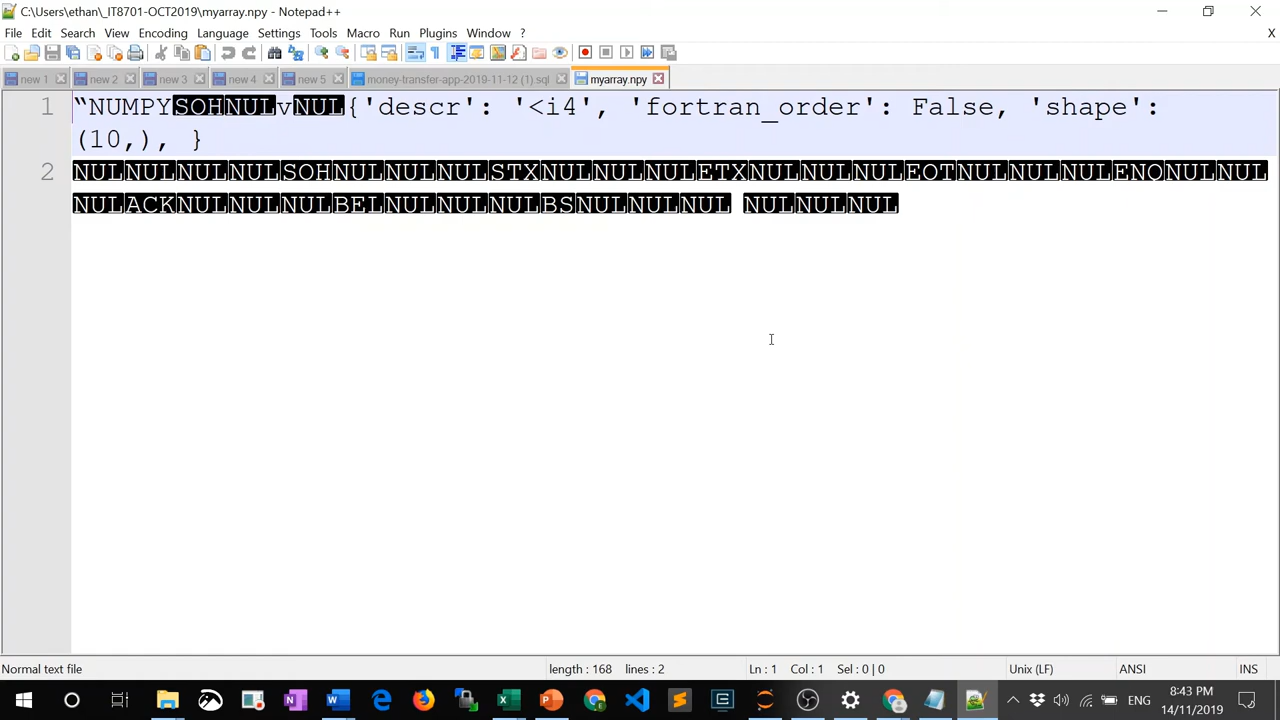 C:\Users\ethan\_IT8701-OCT2019\myarray.npy - Notepad++
File Edit Search View Encoding Language Settings Tools Macro Run Plugins Window ? X
new 1 new 2 new 3 new 4 new 5 money-transfer-app-2019-11-12 (1).sql myarray.npy
1 “NUMPYSOHNULvNUL{'descr': '<i4', 'fortran_order': False, 'shape':
(10,), }
2 NULNULNULNULSOHNULNULNULSTXNULNULNULETXNULNULNULEOTNULNULNULENQNULNUL
NULACKNULNULNULBELNULNULNULBSNULNULNUL NULNULNUL
Normal text file length : 168 lines : 2 Ln : 1 Col : 1 Sel : 0 | 0 Unix (LF) ANSI INS
ENG 8:43 PM
14/11/2019